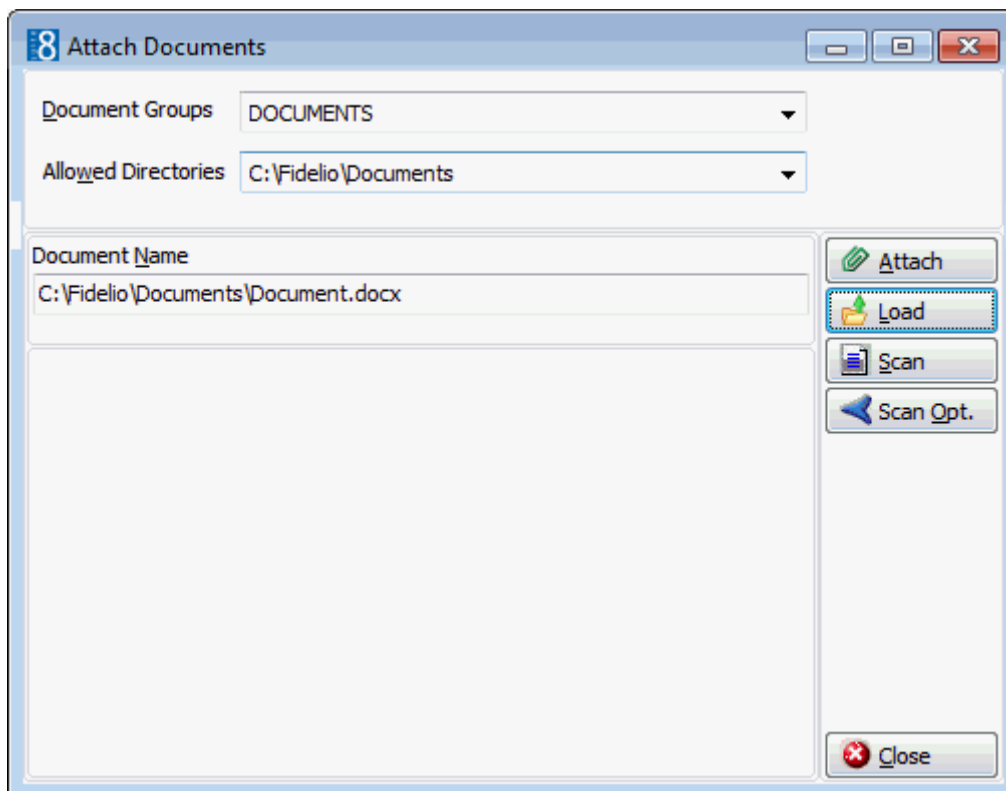 8 Attach Documents
Document Groups DOCUMENTS
Allowed Directories C:\Fidelio\Documents
Document Name
C:\Fidelio\Documents\Document.docx
Attach
Load
Scan
Scan Opt.
Close